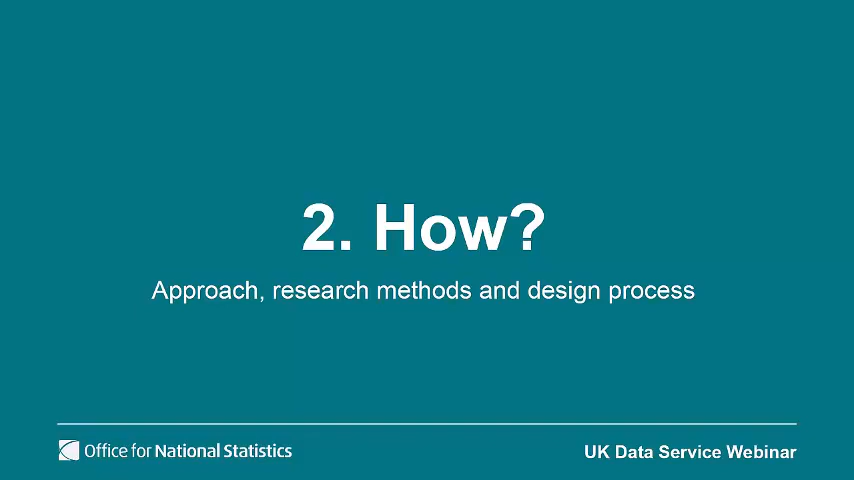 2. How?
Approach, research methods and design process
Office for National Statistics
UK Data Service Webinar